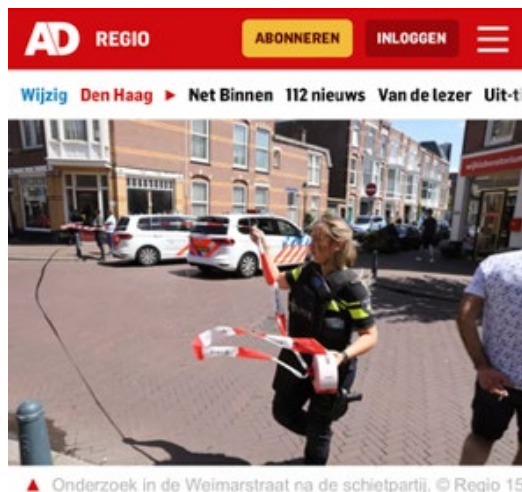 AD REGIO ABONNEREN INLOGGEN
Wijzig Den Haag ► Net Binnen 112 nieuws Van de lezer Uit-t
▲ Onderzoek in de Weimarstraat na de schietpartij. © Regio 15